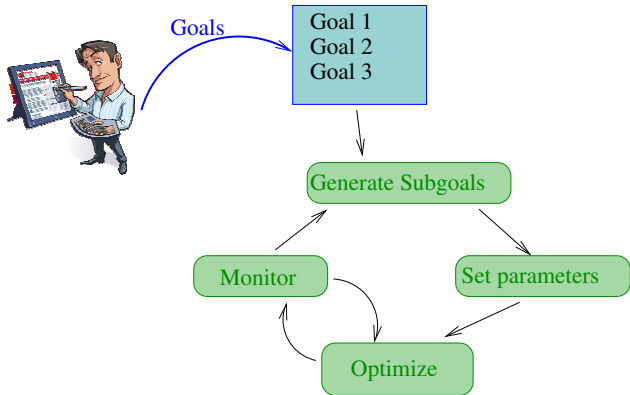 Goals
Goal 1
Goal 2
Goal 3
Generate Subgoals
Monitor
Set parameters
Optimize